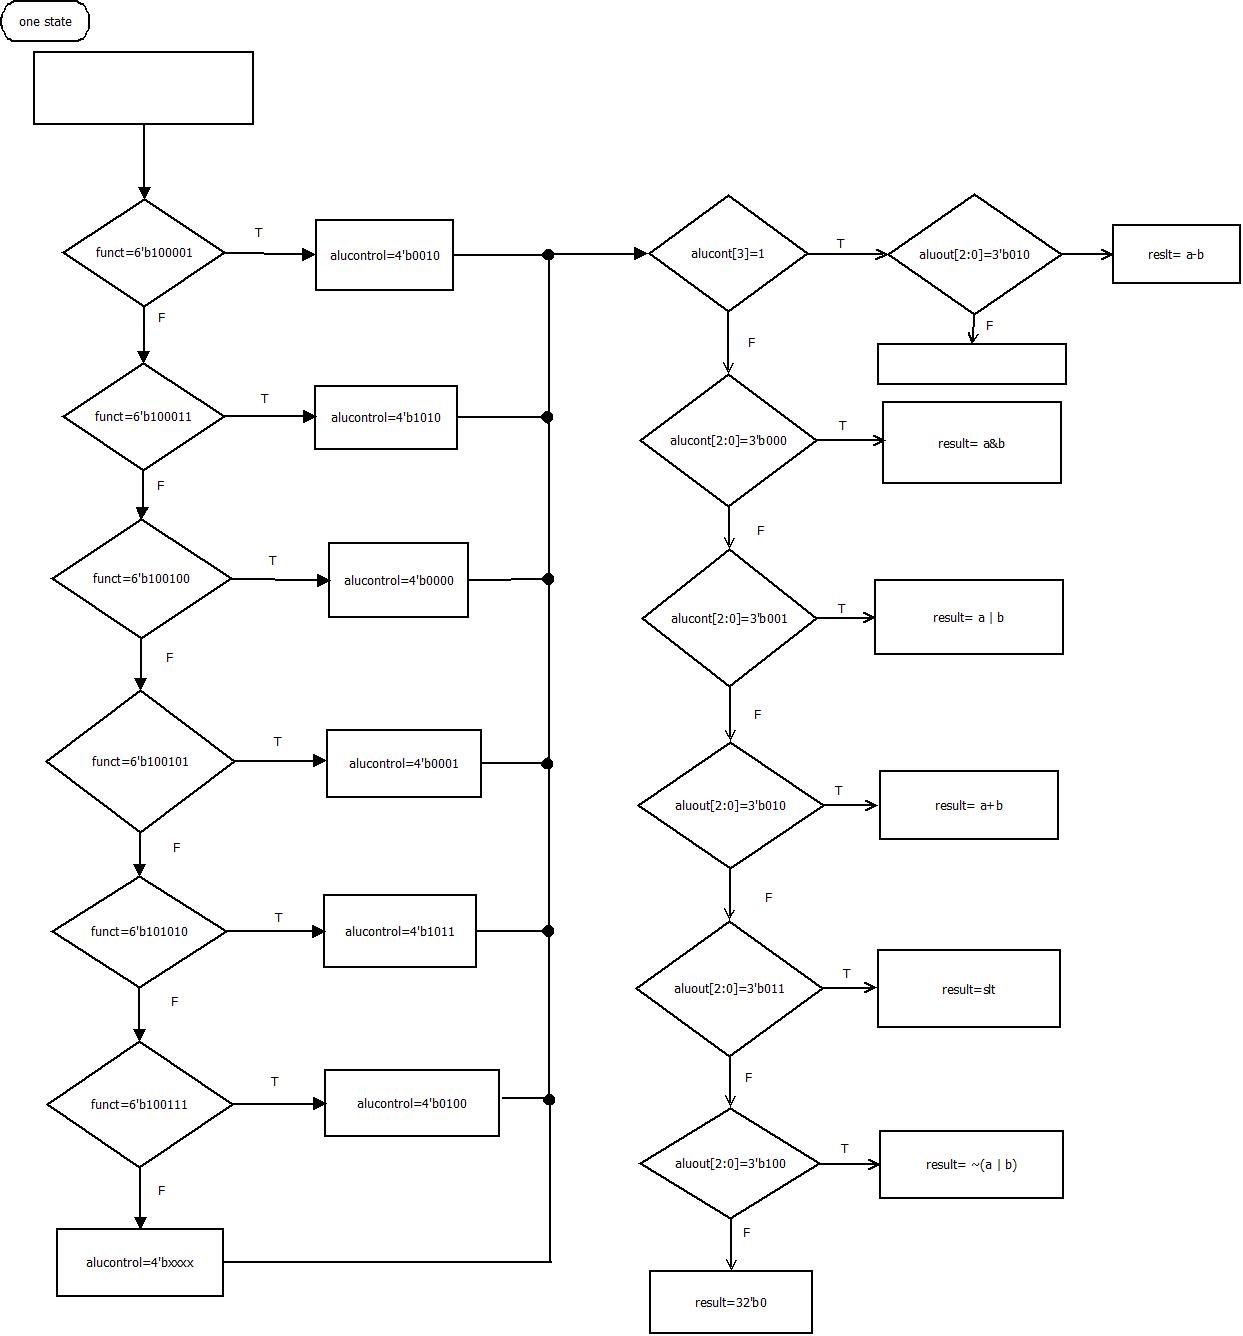 one state
funct=6'b100001
T
alucontrol=4'b0010
F
funct=6'b100011
T
alucontrol=4'b1010
F
funct=6'b100100
T
alucontrol=4'b0000
F
funct=6'b100101
T
alucontrol=4'b0001
F
funct=6'b101010
T
alucontrol=4'b1011
F
funct=6'b100111
T
alucontrol=4'b0100
F
alucontrol=4'bxxxx
alucont[3]=1
T
aluout[2:0]=3'b010
reslt= a-b
F
F
alucont[2:0]=3'b000
T
result= a&b
F
alucont[2:0]=3'b001
T
result= a | b
F
aluout[2:0]=3'b010
T
result= a+b
F
aluout[2:0]=3'b011
T
result=slt
F
aluout[2:0]=3'b100
T
result= ~(a | b)
F
result=32'b0